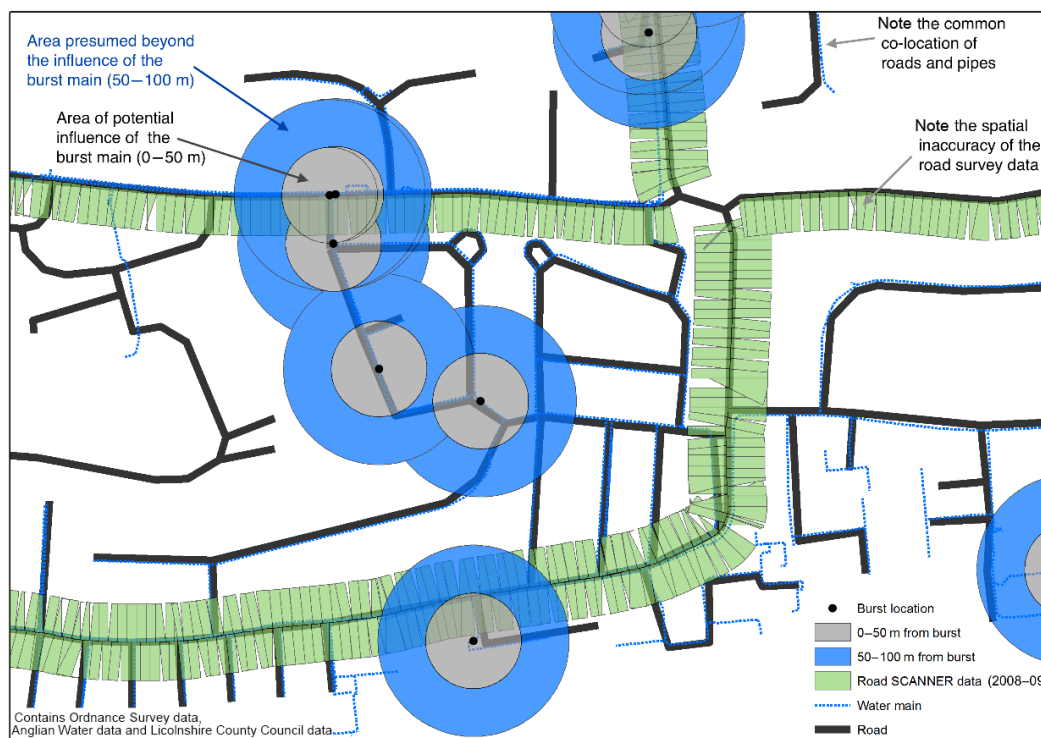 Area presumed beyond
the influence of the
burst main (50–100 m)
Area of potential
influence of the
burst main (0–50 m)
Note the common
co-location of
roads and pipes
Note the spatial
inaccuracy of the
road survey data
Burst location
0–50 m from burst
50–100 m from burst
Road SCANNER data (2008–09
Water main
Road
Contains Ordnance Survey data,
Anglian Water data and Licolnshire County Council data